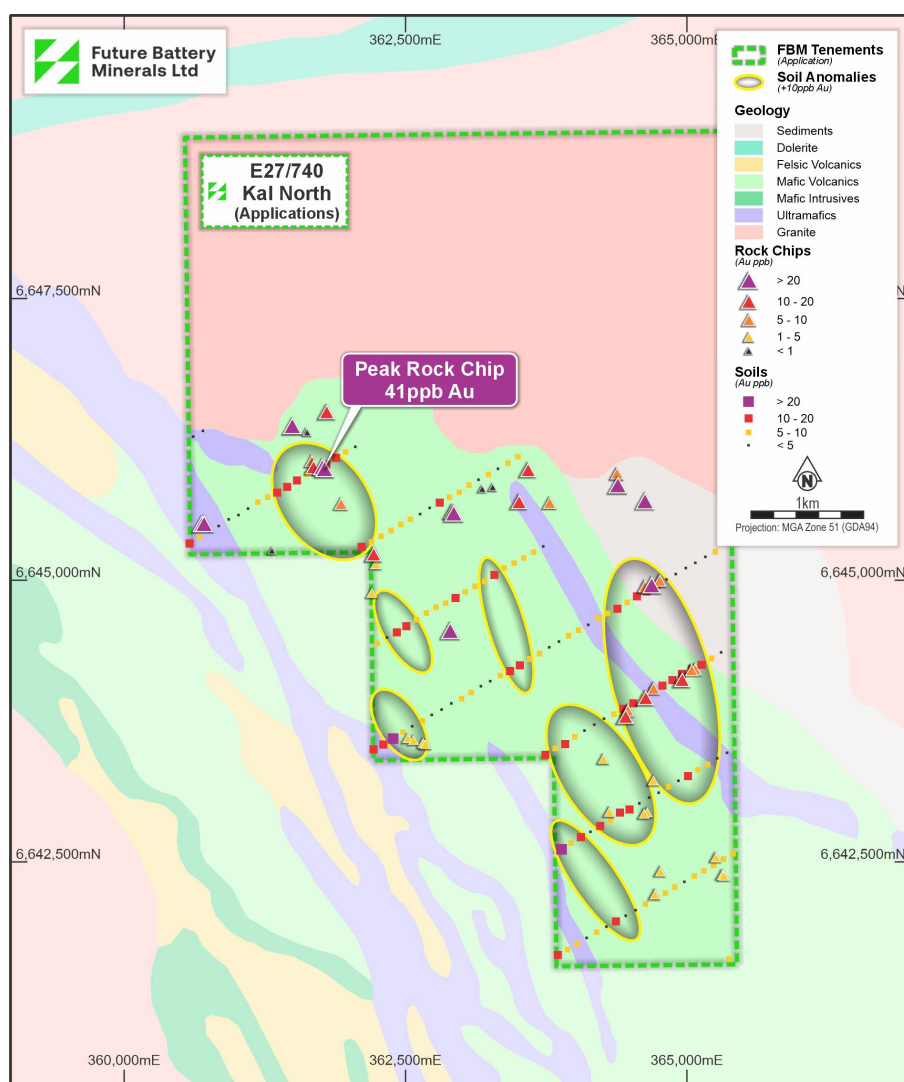 362,500mE
365,000mE
Future Battery
Minerals Ltd
FBM Tenements
(Application)
Soil Anomalies
(+10ppb Au)
Geology
Sediments
Dolerite
Felsic Volcanics
Mafic Volcanics
Mafic Intrusives
Ultramafics
Granite
Rock Chips
(Au ppb)
> 20
10 - 20
5 - 10
1 - 5
< 1
Soils
(Au ppb)
> 20
10 - 20
5 - 10
< 5
N
1km
Projection: MGA Zone 51 (GDA94)
E27/740
Kal North
(Applications)
6,647,500mN
6,64
Peak Rock Chip
41ppb Au
6,645,000mN
6,645,000mN
6,642,500mN
6,642,500mN
360,000mE
362,500mE
365,000mE